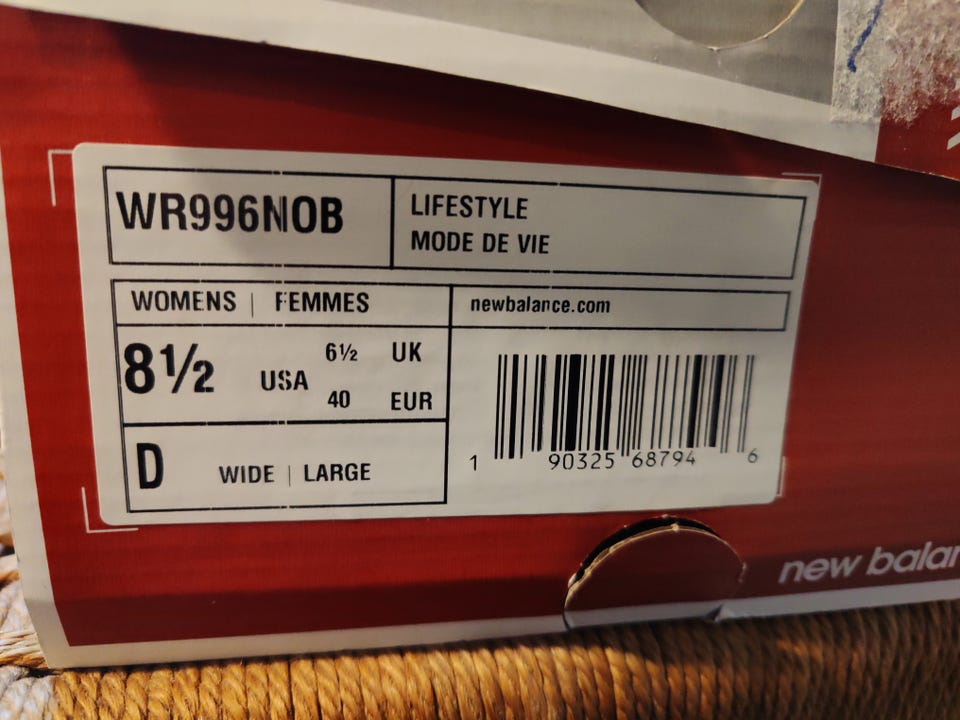 WR996NOB
LIFESTYLE
MODE DE VIE
WOMENS | FEMMES
newbalance.com
8½ USA
6½ UK
40 EUR
D WIDE | LARGE
1 90325 68794 6
new balan